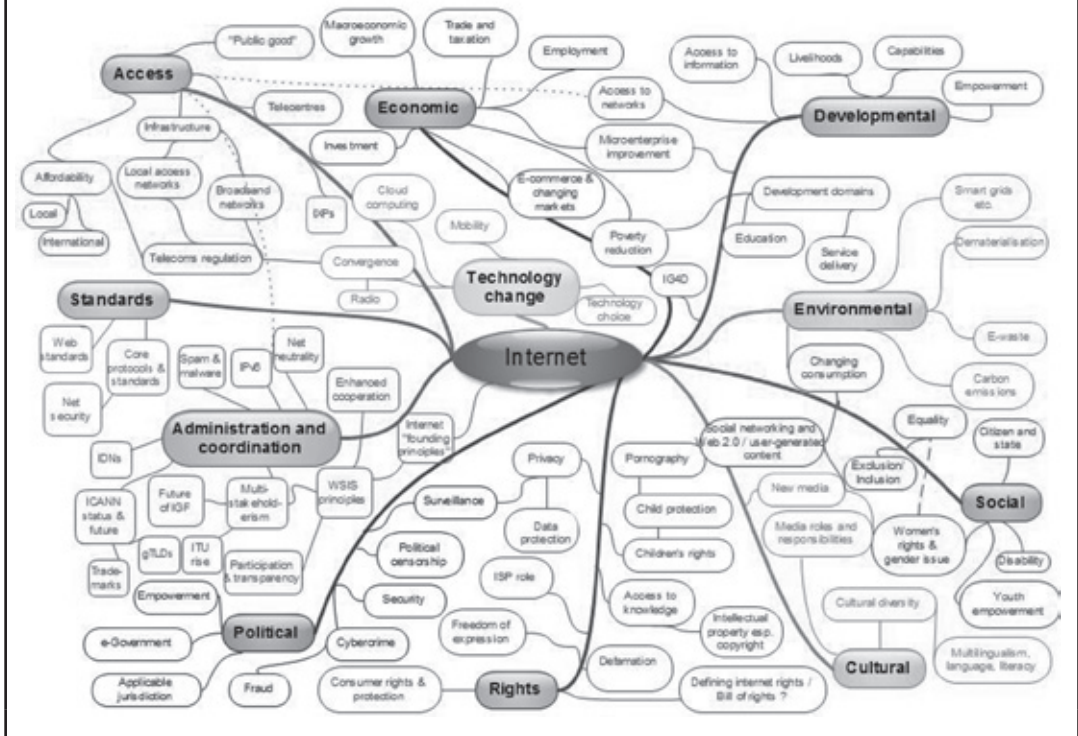 "Public good"
Macroeconomic
growth
Trade and
taxation
Employment
Access to
information
Livelihoods
Capabilities
Empowerment
Access
Economic
Access to
networks
Developmental
Telecentres
Infrastructure
Investment
Microenterprise
improvement
Affordability
Local access
networks
Broadband
networks
Cloud
computing
E-commerce &
changing
markets
Development domains
Smart grids
etc.
Local
International
IXPs
Mobility
Poverty
reduction
Education
Service
delivery
Dematerialisation
Telecoms regulation
Convergence
Radio
Technology
change
IG4D
Technology
choice
Standards
Environmental
Web
standards
Core
protocols &
standards
Spam &
malware
IPv6
Net
neutrality
Internet
E-waste
Changing
consumption
Net
security
Enhanced
cooperation
Carbon
emissions
Administration and
coordination
Internet
"founding
principles"
Social networking and
Web 2.0 / user-generated
content
Equality
Citizen and
state
IDNs
Privacy
Pornography
Exclusion/
Inclusion
ICANN
status &
future
Future
of IGF
Multi-
stakehold-
erism
WSIS
principles
Surveillance
New media
Social
Data
protection
Child protection
Media roles and
responsibilities
Women's
rights &
gender issue
Trade-
marks
gTLDs
ITU
rise
Participation
& transparency
Political
censorship
Children's rights
Disability
Empowerment
ISP role
Security
Access to
knowledge
Cultural diversity
Youth
empowerment
e-Government
Political
Cybercrime
Freedom of
expression
Intellectual
property esp.
copyright
Defamation
Cultural
Multilingualism,
language, literacy
Applicable
jurisdiction
Fraud
Consumer rights &
protection
Rights
Defining internet rights /
Bill of rights ?